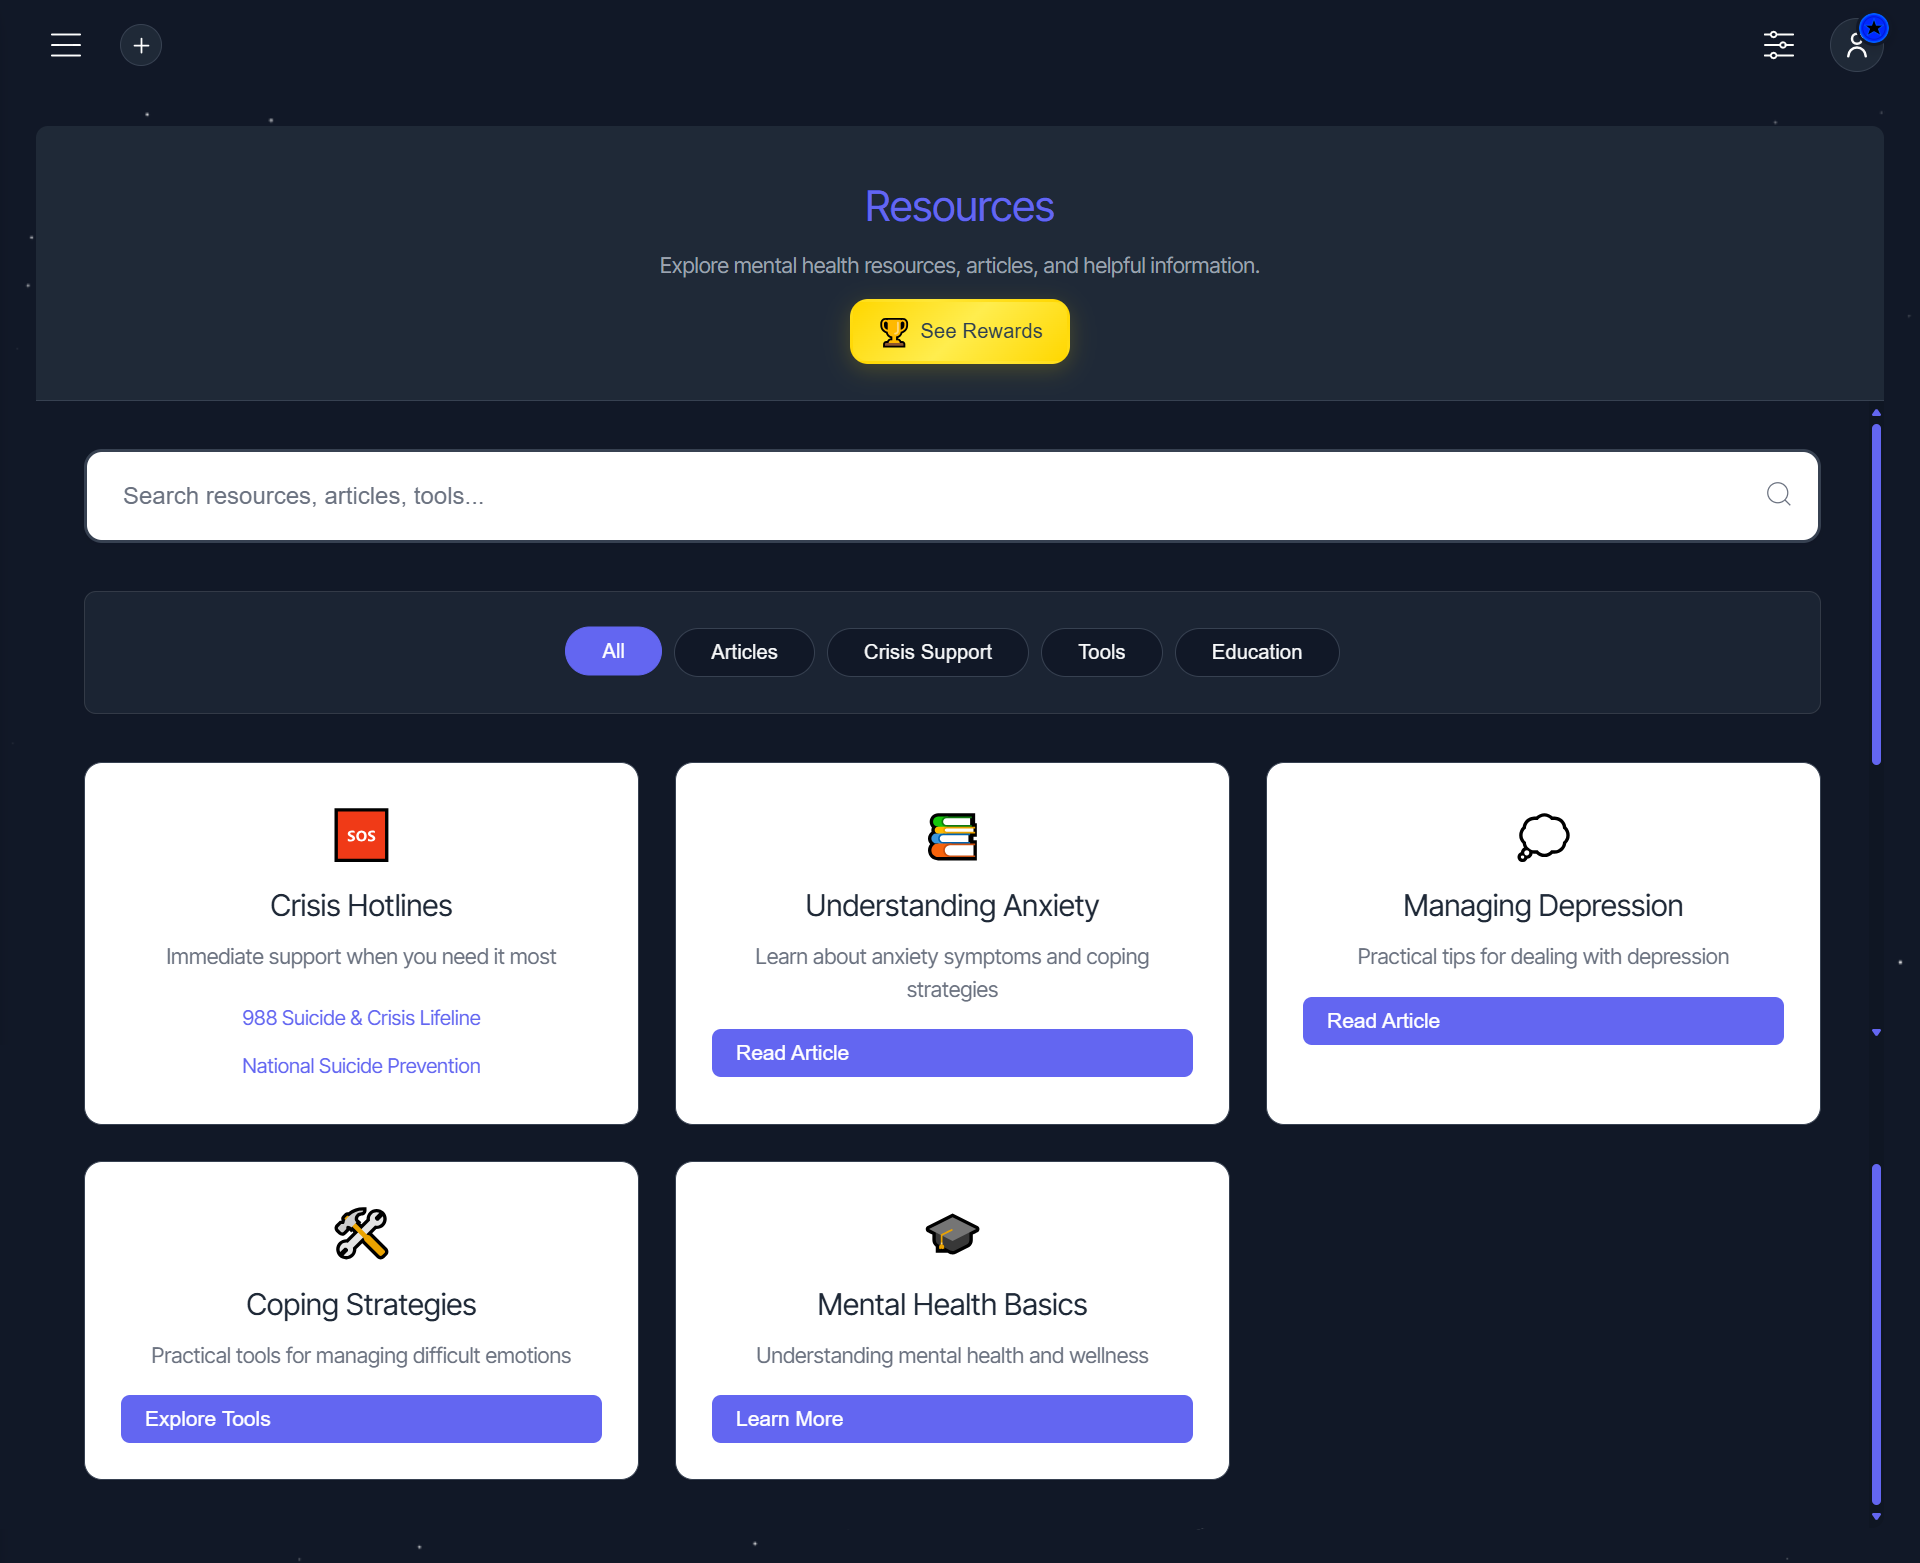 Resources
Explore mental health resources, articles, and helpful information.
See Rewards
Search resources, articles, tools...
All
Articles
Crisis Support
Tools
Education
SOS
Crisis Hotlines
Immediate support when you need it most
988 Suicide & Crisis Lifeline
National Suicide Prevention
Understanding Anxiety
Learn about anxiety symptoms and coping
strategies
Read Article
Managing Depression
Practical tips for dealing with depression
Read Article
Coping Strategies
Practical tools for managing difficult emotions
Explore Tools
Mental Health Basics
Understanding mental health and wellness
Learn More